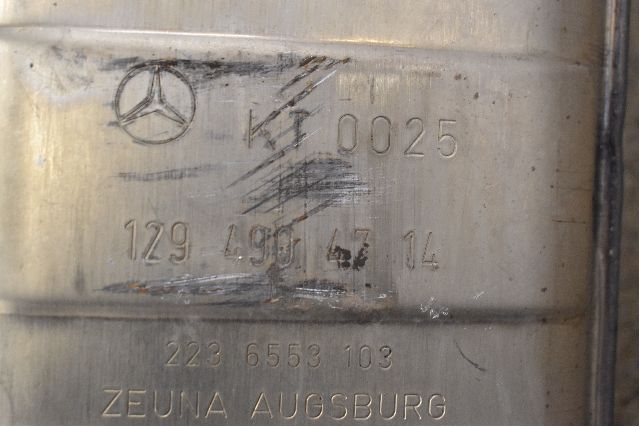 KT 0025
129 490 47 14
223 6553 103
ZEUNA AUGSBURG